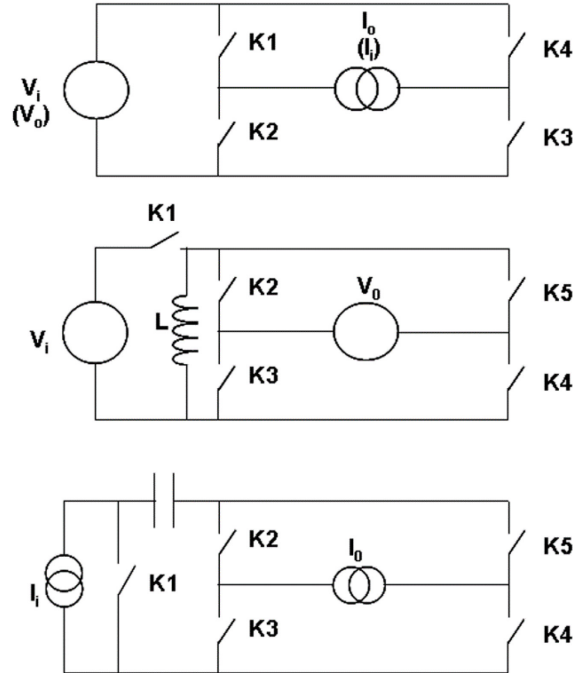 I₀
K1
(Iᵢ)
K4
Vᵢ
(V₀)
K2
K3
K1
K2
V₀
K5
L
Vᵢ
K3
K4
K2
I₀
K5
Iᵢ
K1
K3
K4